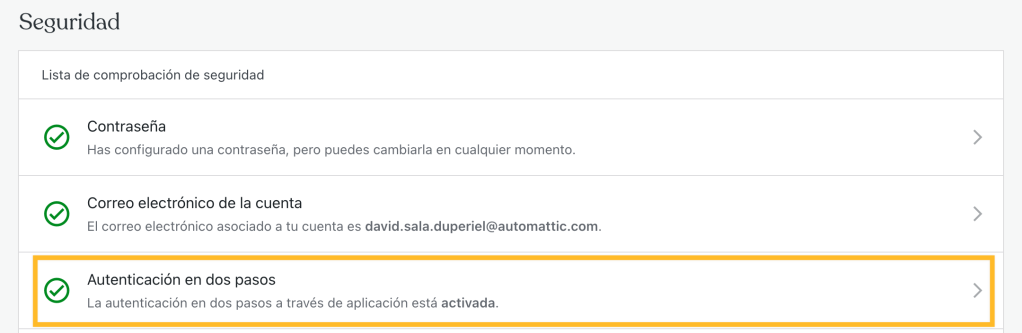 Seguridad
Lista de comprobación de seguridad
Contraseña
Has configurado una contraseña, pero puedes cambiarla en cualquier momento.
Correo electrónico de la cuenta
El correo electrónico asociado a tu cuenta es david.sala.duperiel@automattic.com.
Autenticación en dos pasos
La autenticación en dos pasos a través de aplicación está activada.